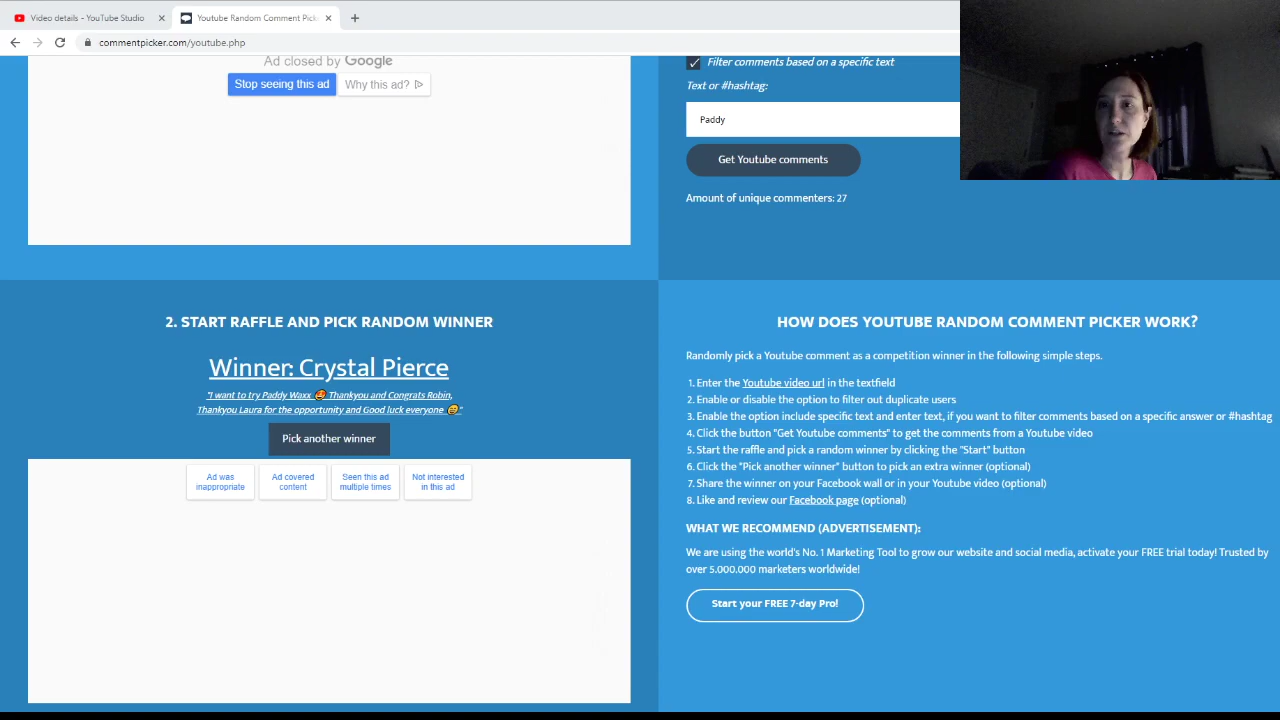 Video details - YouTube Studio
Youtube Random Comment Pick
commentpicker.com/youtube.php
Ad closed by Google
Stop seeing this ad
Why this ad?
Filter comments based on a specific text
Text or #hashtag:
Paddy
Get Youtube comments
Amount of unique commenters: 27
2. START RAFFLE AND PICK RANDOM WINNER
Winner: Crystal Pierce
"I want to try Paddy Waxx 🤩 Thankyou and Congrats Robin,
Thankyou Laura for the opportunity and Good luck everyone 😊"
Pick another winner
Ad was
inappropriate
Ad covered
content
Seen this ad
multiple times
Not interested
in this ad
HOW DOES YOUTUBE RANDOM COMMENT PICKER WORK?
Randomly pick a Youtube comment as a competition winner in the following simple steps.
1. Enter the Youtube video url in the textfield
2. Enable or disable the option to filter out duplicate users
3. Enable the option include specific text and enter text, if you want to filter comments based on a specific answer or #hashtag
4. Click the button "Get Youtube comments" to get the comments from a Youtube video
5. Start the raffle and pick a random winner by clicking the "Start" button
6. Click the "Pick another winner" button to pick an extra winner (optional)
7. Share the winner on your Facebook wall or in your Youtube video (optional)
8. Like and review our Facebook page (optional)
WHAT WE RECOMMEND (ADVERTISEMENT):
We are using the world's No. 1 Marketing Tool to grow our website and social media, activate your FREE trial today! Trusted by
over 5.000.000 marketers worldwide!
Start your FREE 7-day Pro!